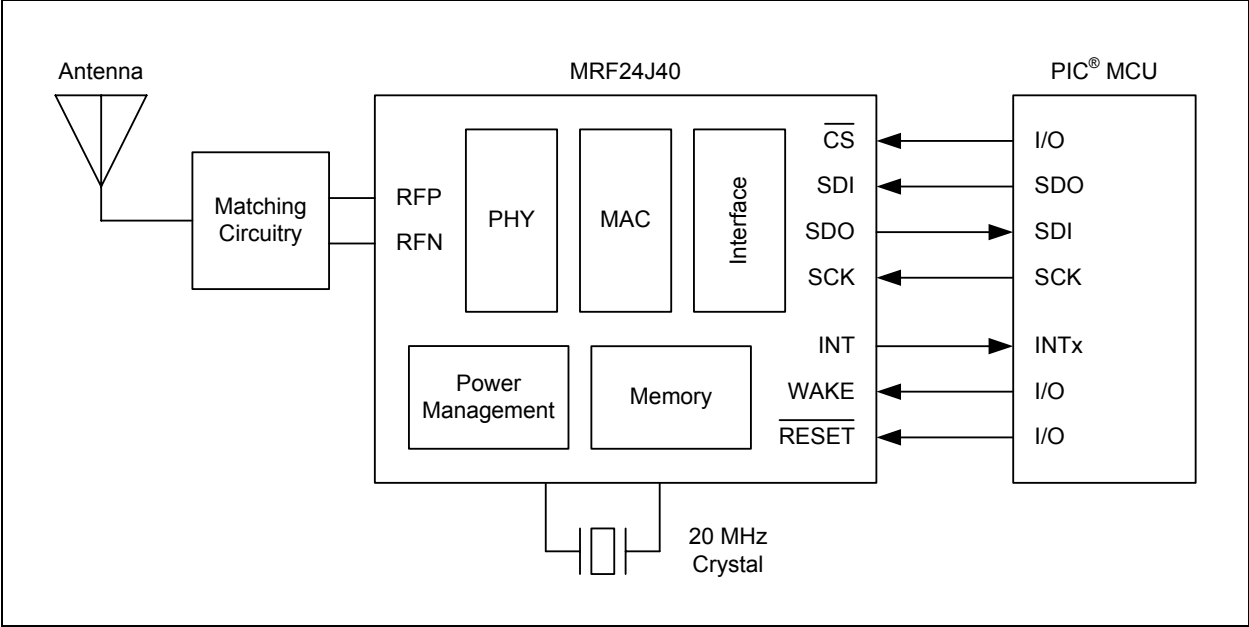 Antenna
MRF24J40
PIC® MCU
Matching
Circuitry
RFP
RFN
PHY
MAC
Interface
CS
SDI
SDO
SCK
INT
WAKE
RESET
I/O
SDO
SDI
SCK
INTx
I/O
I/O
Power
Management
Memory
20 MHz
Crystal